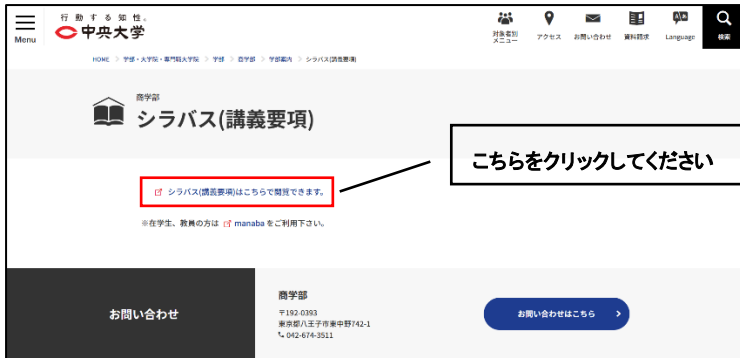 行動する知性。
中央大学
Menu
対象者別
メニュー
アクセス
お問い合わせ
資料請求
Language
検索
HOME > 学部・大学院・専門職大学院 > 学部 > 商学部 > 学部案内 > シラバス(講義要項)
商学部
シラバス(講義要項)
こちらをクリックしてください
シラバス(講義要項)はこちらで閲覧できます。
※在学生、教員の方は manaba をご利用下さい。
お問い合わせ
商学部
〒192-0393
東京都八王子市東中野742-1
042-674-3511
お問い合わせはこちら